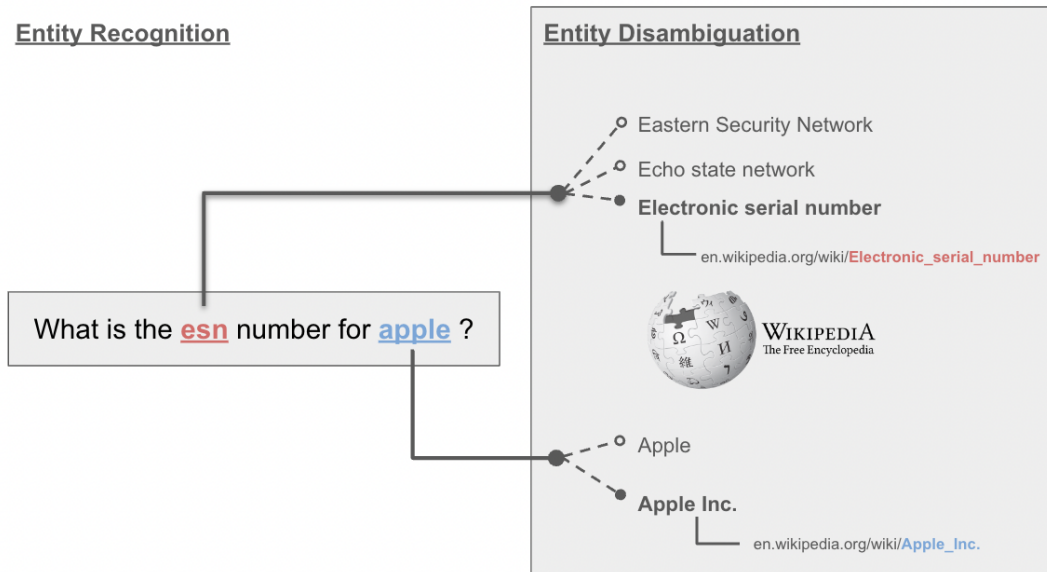 Entity Recognition
Entity Disambiguation
Eastern Security Network
Echo state network
Electronic serial number
en.wikipedia.org/wiki/Electronic_serial_number
What is the esn number for apple ?
Ω
W
И
維
WIKIPEDIA
The Free Encyclopedia
Apple
Apple Inc.
en.wikipedia.org/wiki/Apple_Inc.